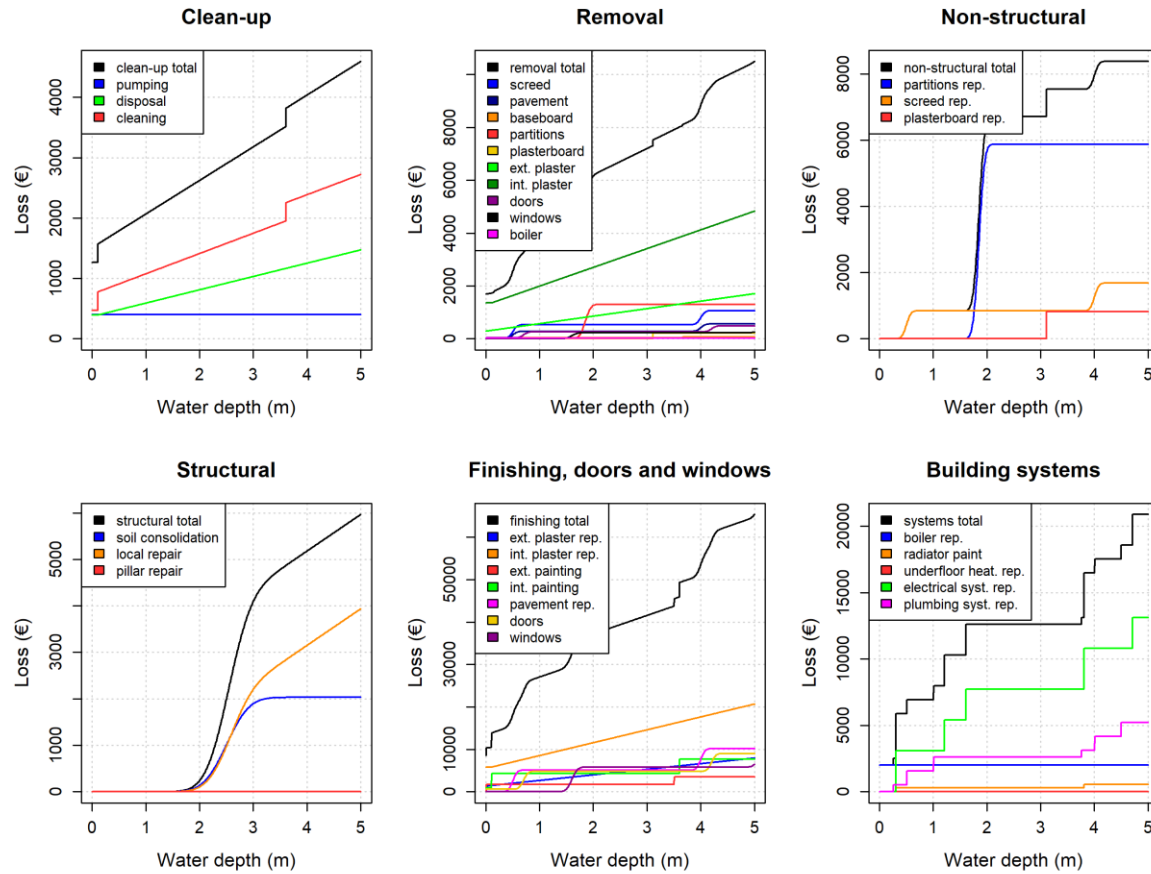 Clean-up
Loss (€)
0 1000 2000 3000 4000
clean-up total
pumping
disposal
cleaning
0 1 2 3 4 5
Water depth (m)
Removal
Loss (€)
0 2000 4000 6000 8000
removal total
screed
pavement
baseboard
partitions
plasterboard
ext. plaster
int. plaster
doors
windows
boiler
0 1 2 3 4 5
Water depth (m)
Non-structural
Loss (€)
0 2000 4000 6000 8000
non-structural total
partitions rep.
screed rep.
plasterboard rep.
0 1 2 3 4 5
Water depth (m)
Structural
Loss (€)
0 1000 3000 5000
structural total
soil consolidation
local repair
pillar repair
0 1 2 3 4 5
Water depth (m)
Finishing, doors and windows
Loss (€)
0 10000 30000 50000
finishing total
ext. plaster rep.
int. plaster rep.
ext. painting
int. painting
pavement rep.
doors
windows
0 1 2 3 4 5
Water depth (m)
Building systems
Loss (€)
0 5000 10000 15000 20000
systems total
boiler rep.
radiator paint
underfloor heat. rep.
electrical syst. rep.
plumbing syst. rep.
0 1 2 3 4 5
Water depth (m)